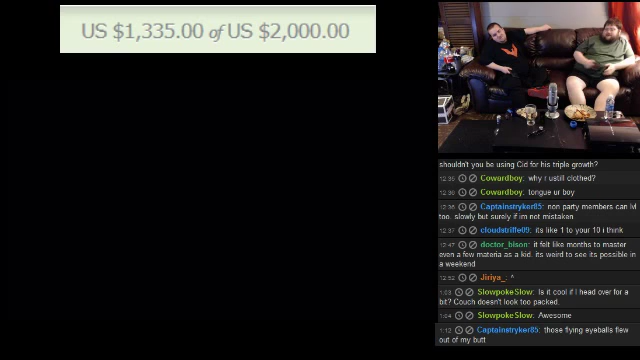 US $1,335.00 of US $2,000.00
shouldn't you be using Cid for his triple growth?
12:35 Cowardboy: why r ustill clothed?
12:36 Cowardboy: tongue ur boy
12:36 Captainstryker85: non party members can lvl
too. slowly but surely if im not mistaken
12:37 cloudstrife09: its like 1 to your 10 i think
12:47 doctor_bison: it felt like months to master
even a few materia as a kid. its weird to see its possible in
a weekend
12:52 Jiriya_: ^
1:03 SlowpokeSlow: Is it cool if I head over for a
bit? Couch doesn't look too packed.
1:04 SlowpokeSlow: Awesome
1:12 Captainstryker85: those flying eyeballs flew
out of my butt